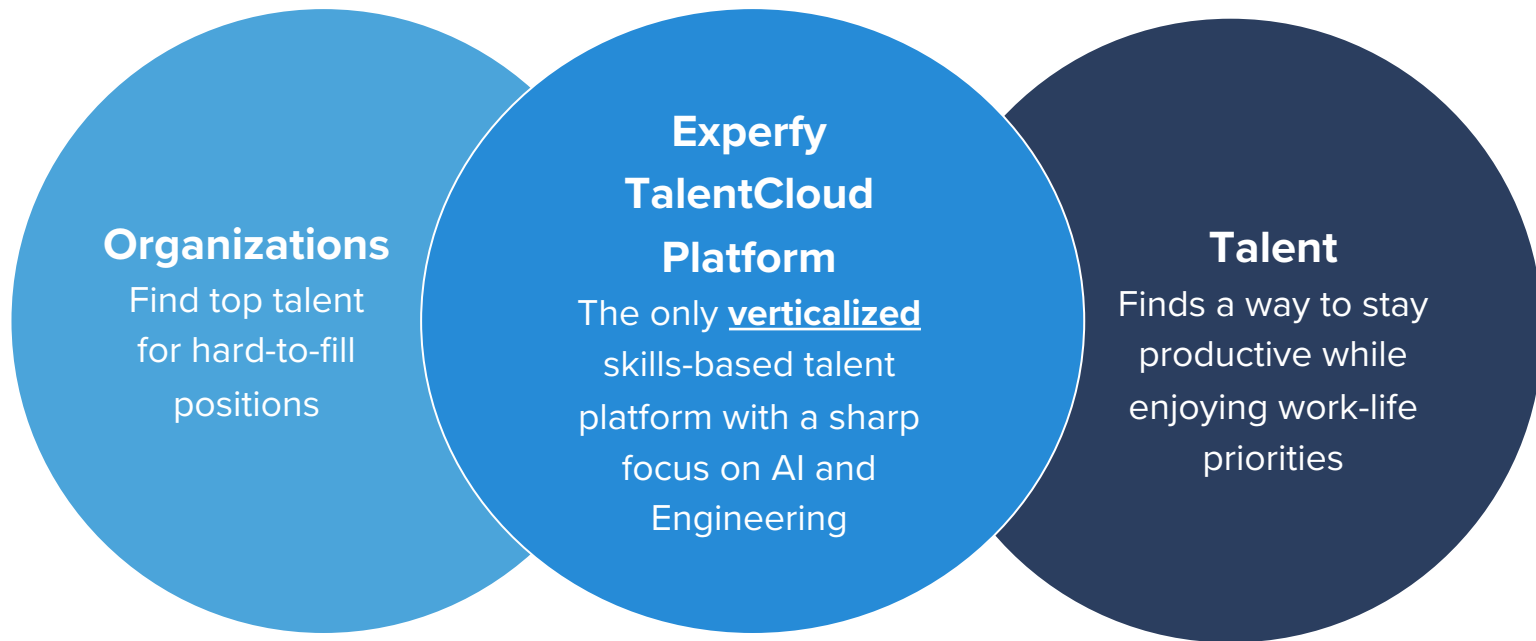 Organizations
Find top talent
for hard-to-fill
positions
Experfy
TalentCloud
Platform
The only verticalized
skills-based talent
platform with a sharp
focus on AI and
Engineering
Talent
Finds a way to stay
productive while
enjoying work-life
priorities